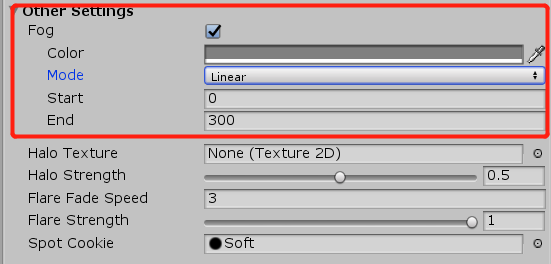 Other Settings
Fog
Color
Mode Linear
Start 0
End 300
Halo Texture None (Texture 2D)
Halo Strength 0.5
Flare Fade Speed 3
Flare Strength 1
Spot Cookie Soft